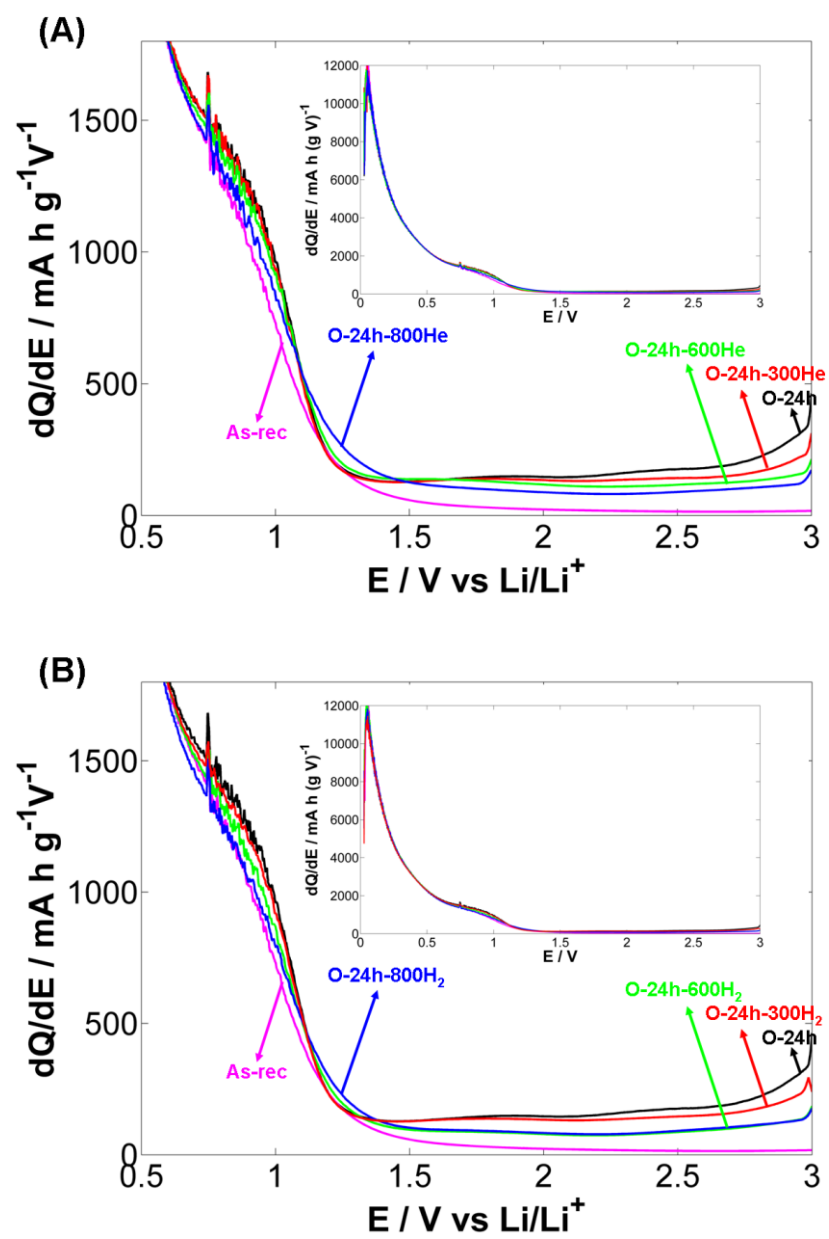 (A)
dQ/dE / mA h g⁻¹V⁻¹
1500
1000
500
0
0.5 1 1.5 2 2.5 3
E / V vs Li/Li⁺
dQ/dE / mA h (g V)⁻¹
12000
10000
8000
6000
4000
2000
0
0 0.5 1 1.5 2 2.5 3
E / V
O-24h-800He
O-24h-600He
O-24h-300He
O-24h
As-rec
(B)
dQ/dE / mA h g⁻¹V⁻¹
1500
1000
500
0
0.5 1 1.5 2 2.5 3
E / V vs Li/Li⁺
dQ/dE / mA h (g V)⁻¹
12000
10000
8000
6000
4000
2000
0
0 0.5 1 1.5 2 2.5 3
E / V
O-24h-800H₂
O-24h-600H₂
O-24h-300H₂
O-24h
As-rec